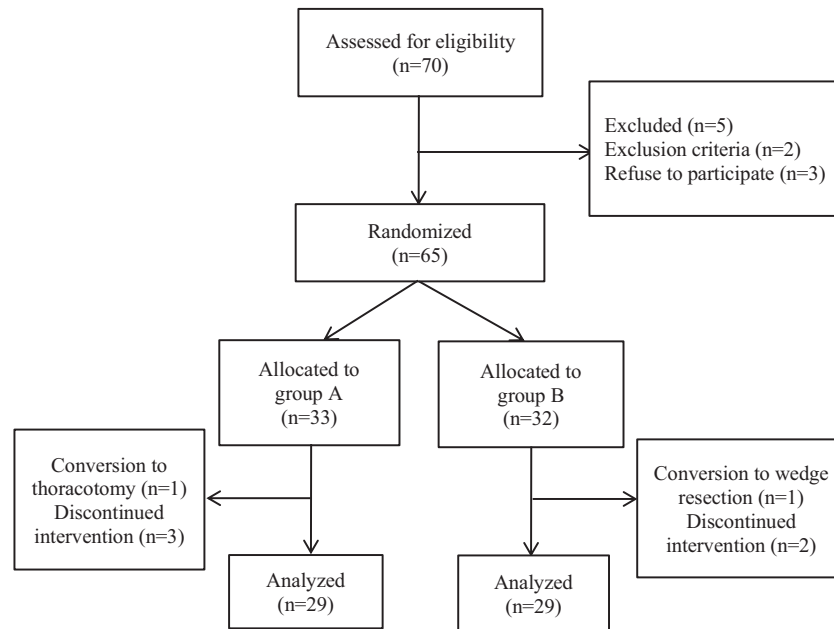 Assessed for eligibility
(n=70)
Excluded (n=5)
Exclusion criteria (n=2)
Refuse to participate (n=3)
Randomized
(n=65)
Allocated to
group A
(n=33)
Allocated to
group B
(n=32)
Conversion to
thoracotomy (n=1)
Discontinued
intervention (n=3)
Conversion to wedge
resection (n=1)
Discontinued
intervention (n=2)
Analyzed
(n=29)
Analyzed
(n=29)